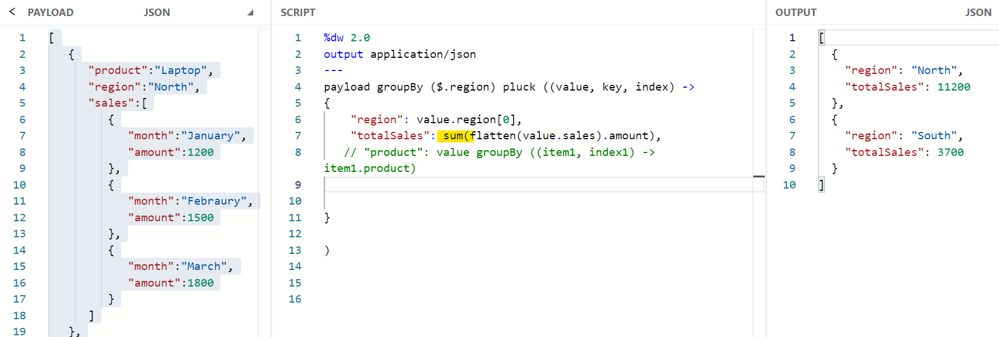 < PAYLOAD JSON
1 [
2 {
3 "product":"Laptop",
4 "region":"North",
5 "sales":[
6 {
7 "month":"January",
8 "amount":1200
9 },
10 {
11 "month":"Febraury",
12 "amount":1500
13 },
14 {
15 "month":"March",
16 "amount":1800
17 }
18 ]
19 },
SCRIPT
1 %dw 2.0
2 output application/json
3 ---
4 payload groupBy ($.region) pluck ((value, key, index) ->
5 {
6 "region": value.region[0],
7 "totalSales": sum(flatten(value.sales).amount),
8 // "product": value groupBy ((item1, index1) ->
item1.product)
9
10
11 }
12
13 )
14
15
16
OUTPUT JSON
1 [
2 {
3 "region": "North",
4 "totalSales": 11200
5 },
6 {
7 "region": "South",
8 "totalSales": 3700
9 }
10 ]